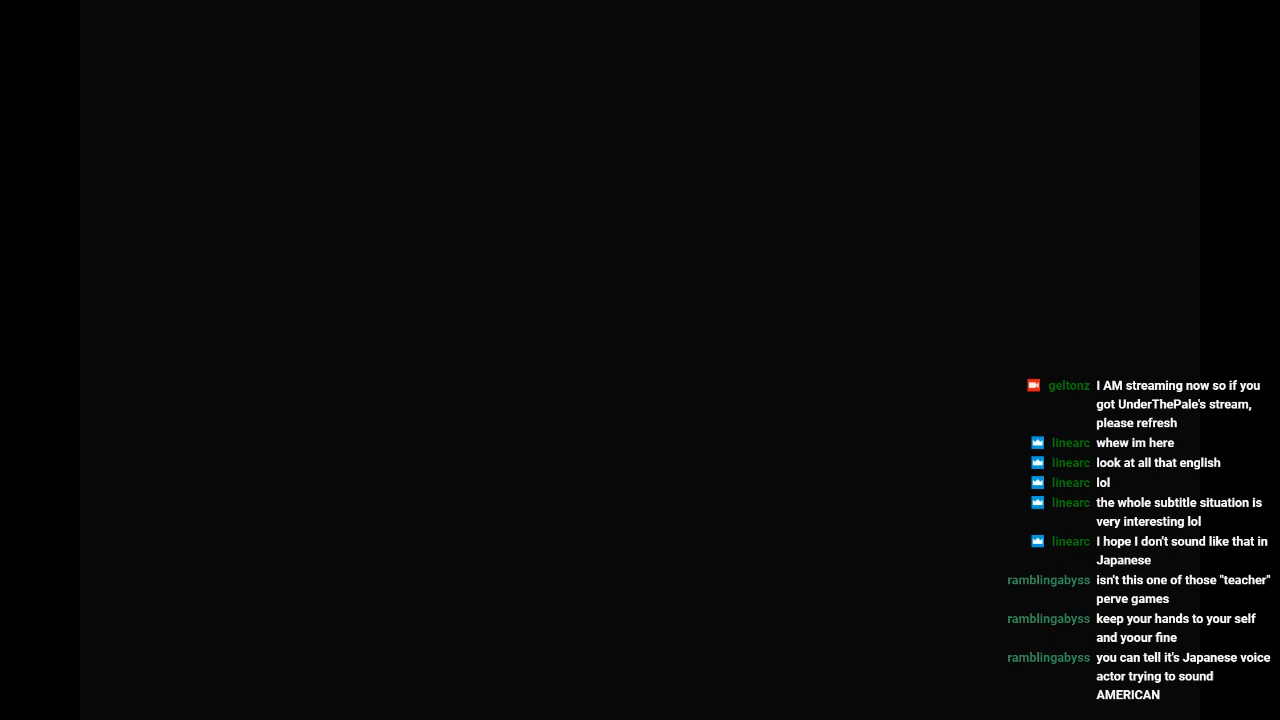 geltonz I AM streaming now so if you
got UnderThePale's stream,
please refresh
linearc whew im here
linearc look at all that english
linearc lol
linearc the whole subtitle situation is
very interesting lol
linearc I hope I don't sound like that in
Japanese
ramblingabyss isn't this one of those "teacher"
perve games
ramblingabyss keep your hands to your self
and yoour fine
ramblingabyss you can tell it's Japanese voice
actor trying to sound
AMERICAN